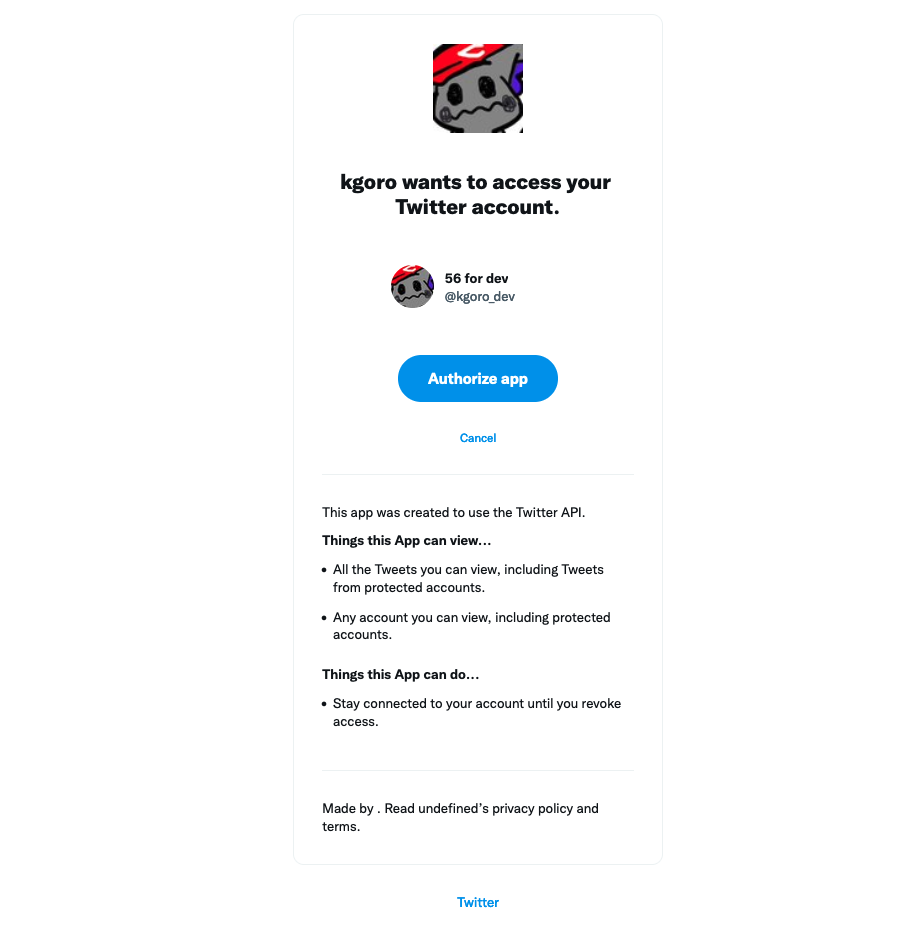 kgoro wants to access your
Twitter account.
56 for dev
@kgoro_dev
Authorize app
Cancel
This app was created to use the Twitter API.
Things this App can view…
• All the Tweets you can view, including Tweets
from protected accounts.
• Any account you can view, including protected
accounts.
Things this App can do…
• Stay connected to your account until you revoke
access.
Made by . Read undefined’s privacy policy and
terms.
Twitter